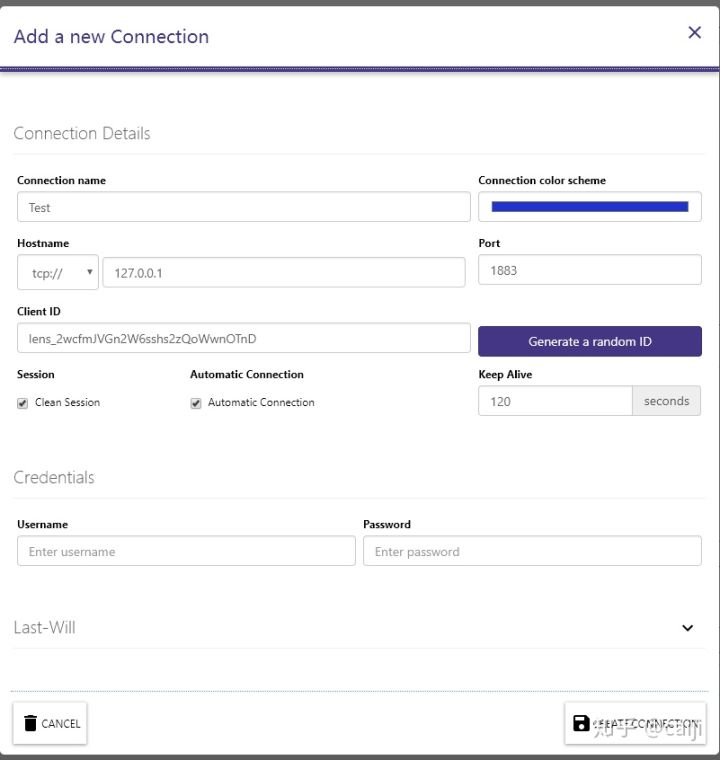 Add a new Connection
Connection Details
Connection name
Connection color scheme
Test
Hostname
Port
tcp://
127.0.0.1
1883
Client ID
lens_2wcfmJVGn2W6sshs2zQoWwnOTnD
Generate a random ID
Session
Automatic Connection
Keep Alive
Clean Session
Automatic Connection
120
seconds
Credentials
Username
Password
Enter username
Enter password
Last-Will
CANCEL
CREATE CONNECTION
知乎 @caiji